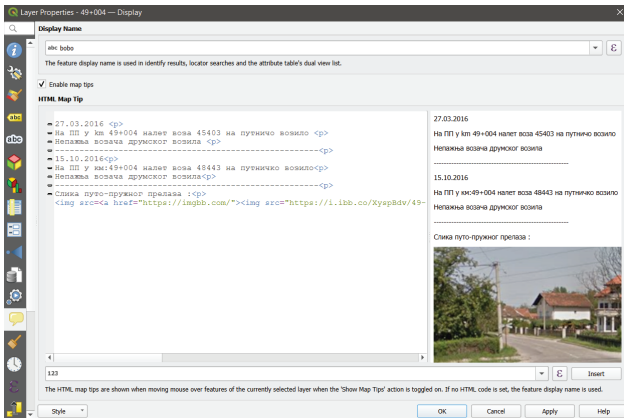 Layer Properties - 49+004 — Display
Display Name
abc bobo
ε
The feature display name is used in identify results, locator searches and the attribute table's dual view list.
Enable map tips
HTML Map Tip
27.03.2016 <p>
На ПП у km 49+004 налет воза 45403 на путничо возило <p>
Непажња возача друмског возила <p>
-------------------------------------------------<p>
15.10.2016<p>
На ПП у км:49+004 налет воза 48443 на путничко возило<p>
Непажња возача друмског возила<p>
-------------------------------------------------<p>
Слика путо-пружног прелаза :<p>
<img src=<a href="https://imgbb.com/"><img src="https://i.ibb.co/XyspBdv/49-
27.03.2016
На ПП у km 49+004 налет воза 45403 на путничо возило
Непажња возача друмског возила
-------------------------------------------------
15.10.2016
На ПП у км:49+004 налет воза 48443 на путничко возило
Непажња возача друмског возила
-------------------------------------------------
Слика путо-пружног прелаза :
123
ε
Insert
The HTML map tips are shown when moving mouse over features of the currently selected layer when the 'Show Map Tips' action is toggled on. If no HTML code is set, the feature display name is used.
Style
OK
Cancel
Apply
Help